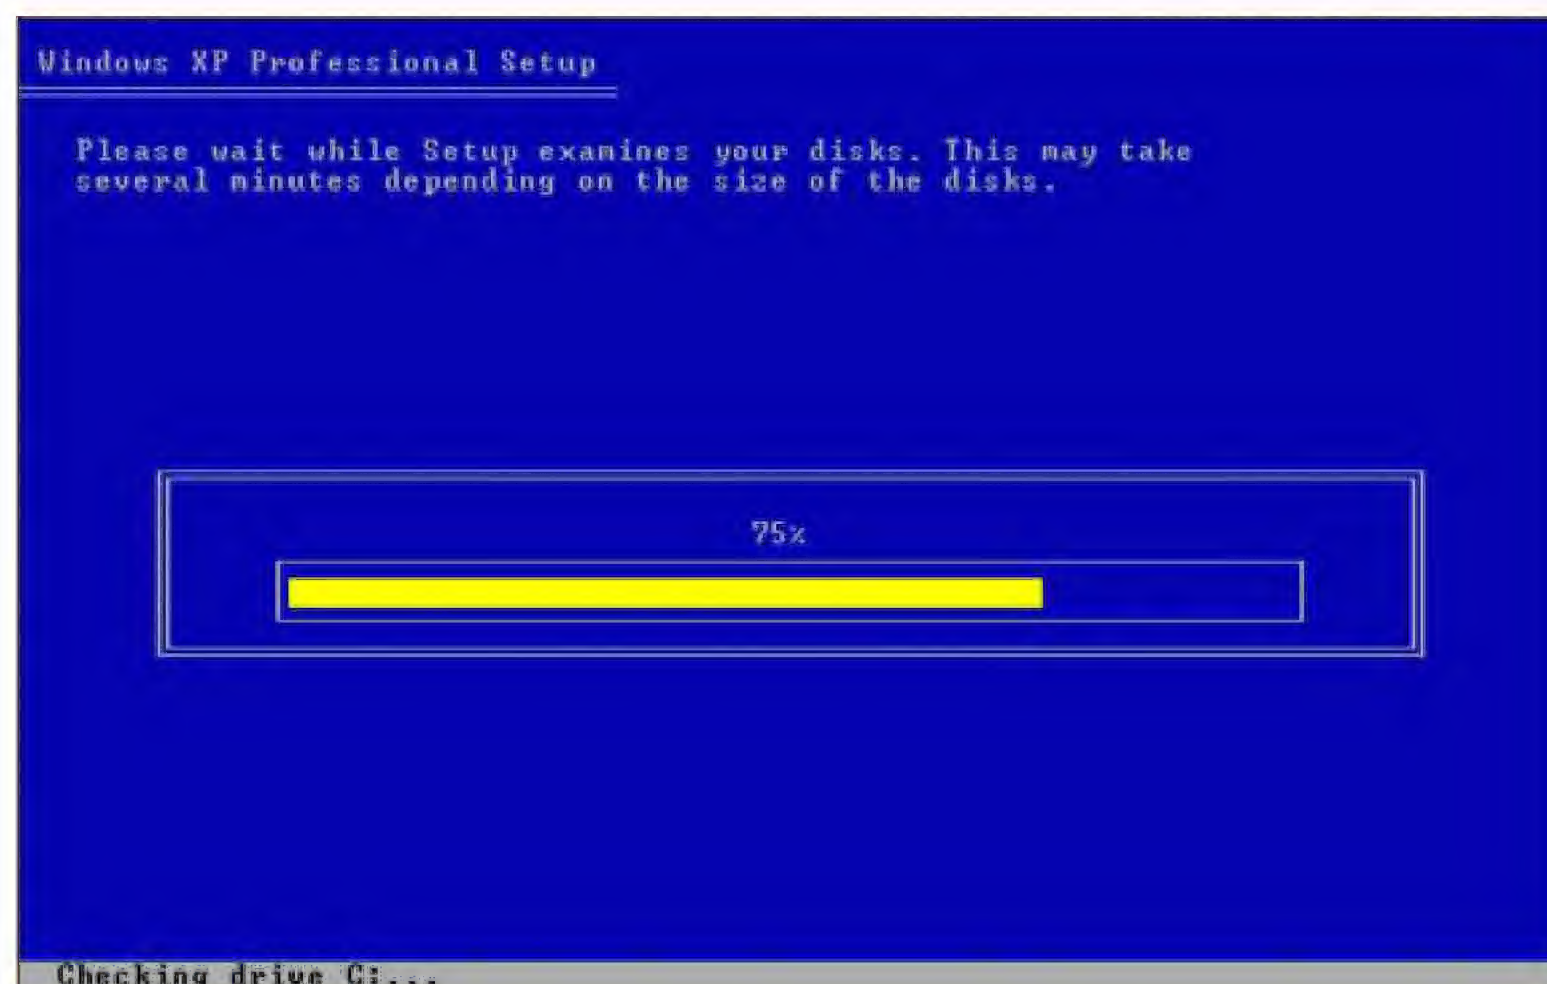 Windows XP Professional Setup
Please wait while Setup examines your disks. This may take
several minutes depending on the size of the disks.
75%
Checking drive C:...